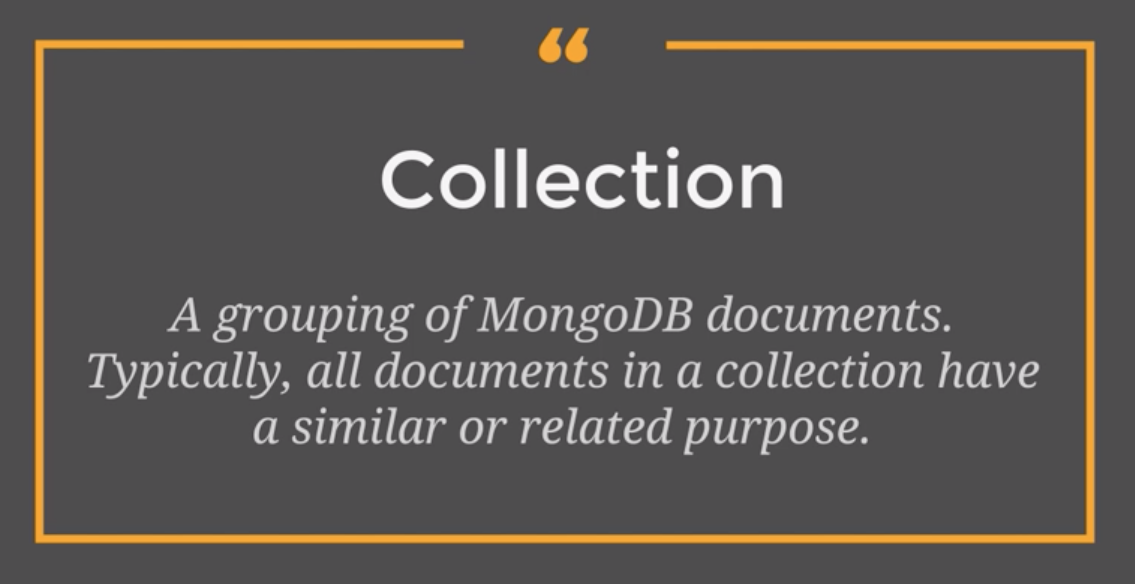 “
Collection
A grouping of MongoDB documents.
Typically, all documents in a collection have
a similar or related purpose.